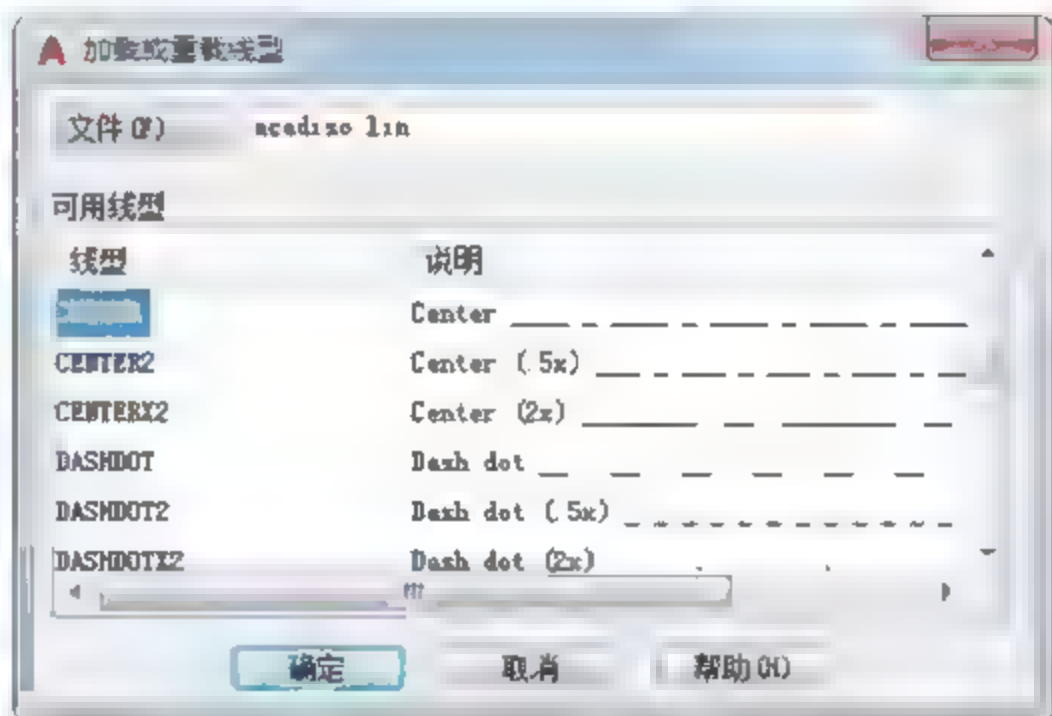 加载或重载线型
文件(F) acadiso lin
可用线型
线型 说明
Center
CENTER2 Center (.5x)
CENTERX2 Center (2x)
DASHDOT Dash dot
DASHDOT2 Dash dot (.5x)
DASHDOTX2 Dash dot (2x)
确定 取消 帮助(H)